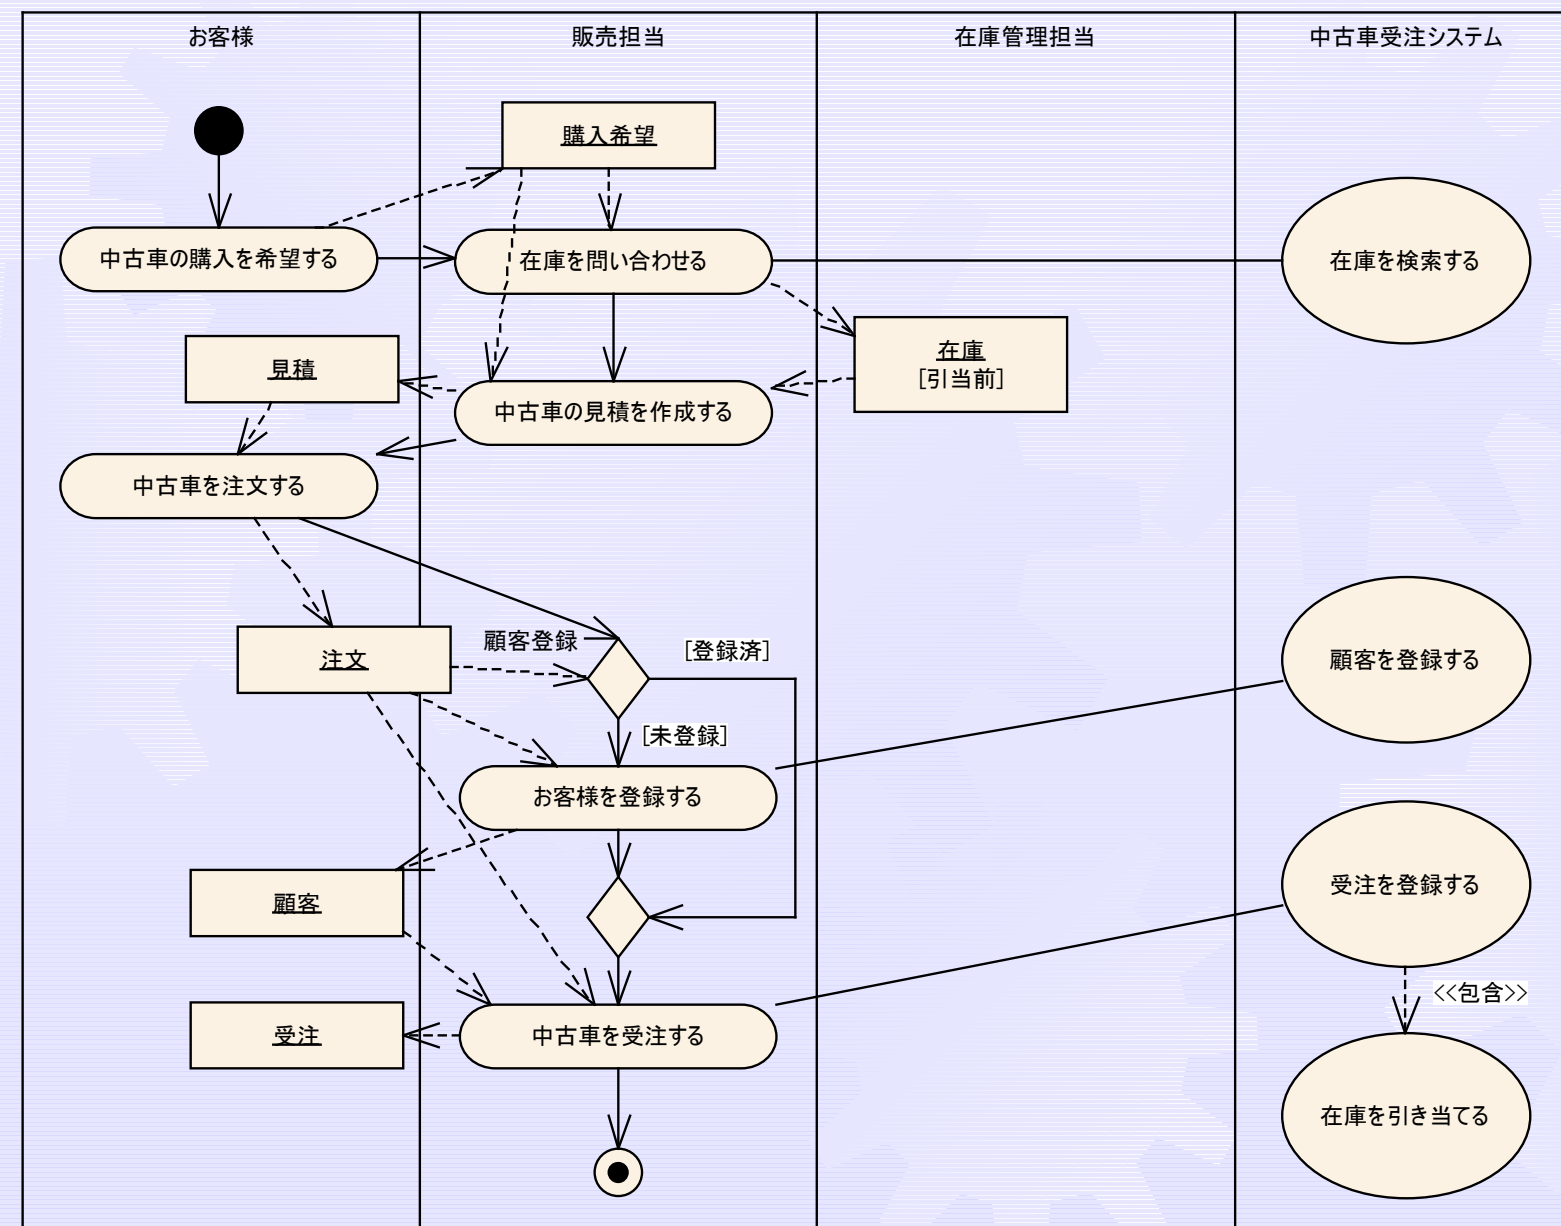 お客様
販売担当
在庫管理担当
中古車受注システム
購入希望
中古車の購入を希望する
在庫を問い合わせる
在庫を検索する
見積
在庫
[引当前]
中古車の見積を作成する
中古車を注文する
注文
顧客登録
[登録済]
顧客を登録する
[未登録]
お客様を登録する
顧客
受注を登録する
<<包含>>
受注
中古車を受注する
在庫を引き当てる